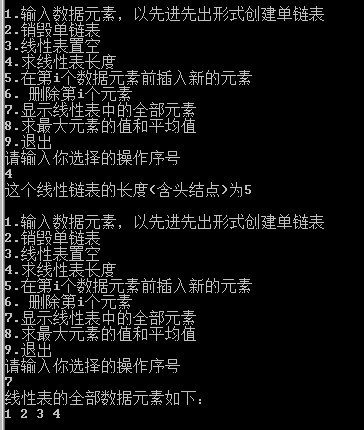 1.输入数据元素，以先进先出形式创建单链表
2.销毁单链表
3.线性表置空
4.求线性表长度
5.在第i个数据元素前插入新的元素
6. 删除第i个元素
7.显示线性表中的全部元素
8.求最大元素的值和平均值
9.退出
请输入你选择的操作序号
4
这个线性链表的长度(含头结点)为5
1.输入数据元素，以先进先出形式创建单链表
2.销毁单链表
3.线性表置空
4.求线性表长度
5.在第i个数据元素前插入新的元素
6. 删除第i个元素
7.显示线性表中的全部元素
8.求最大元素的值和平均值
9.退出
请输入你选择的操作序号
7
线性表的全部数据元素如下：
1 2 3 4